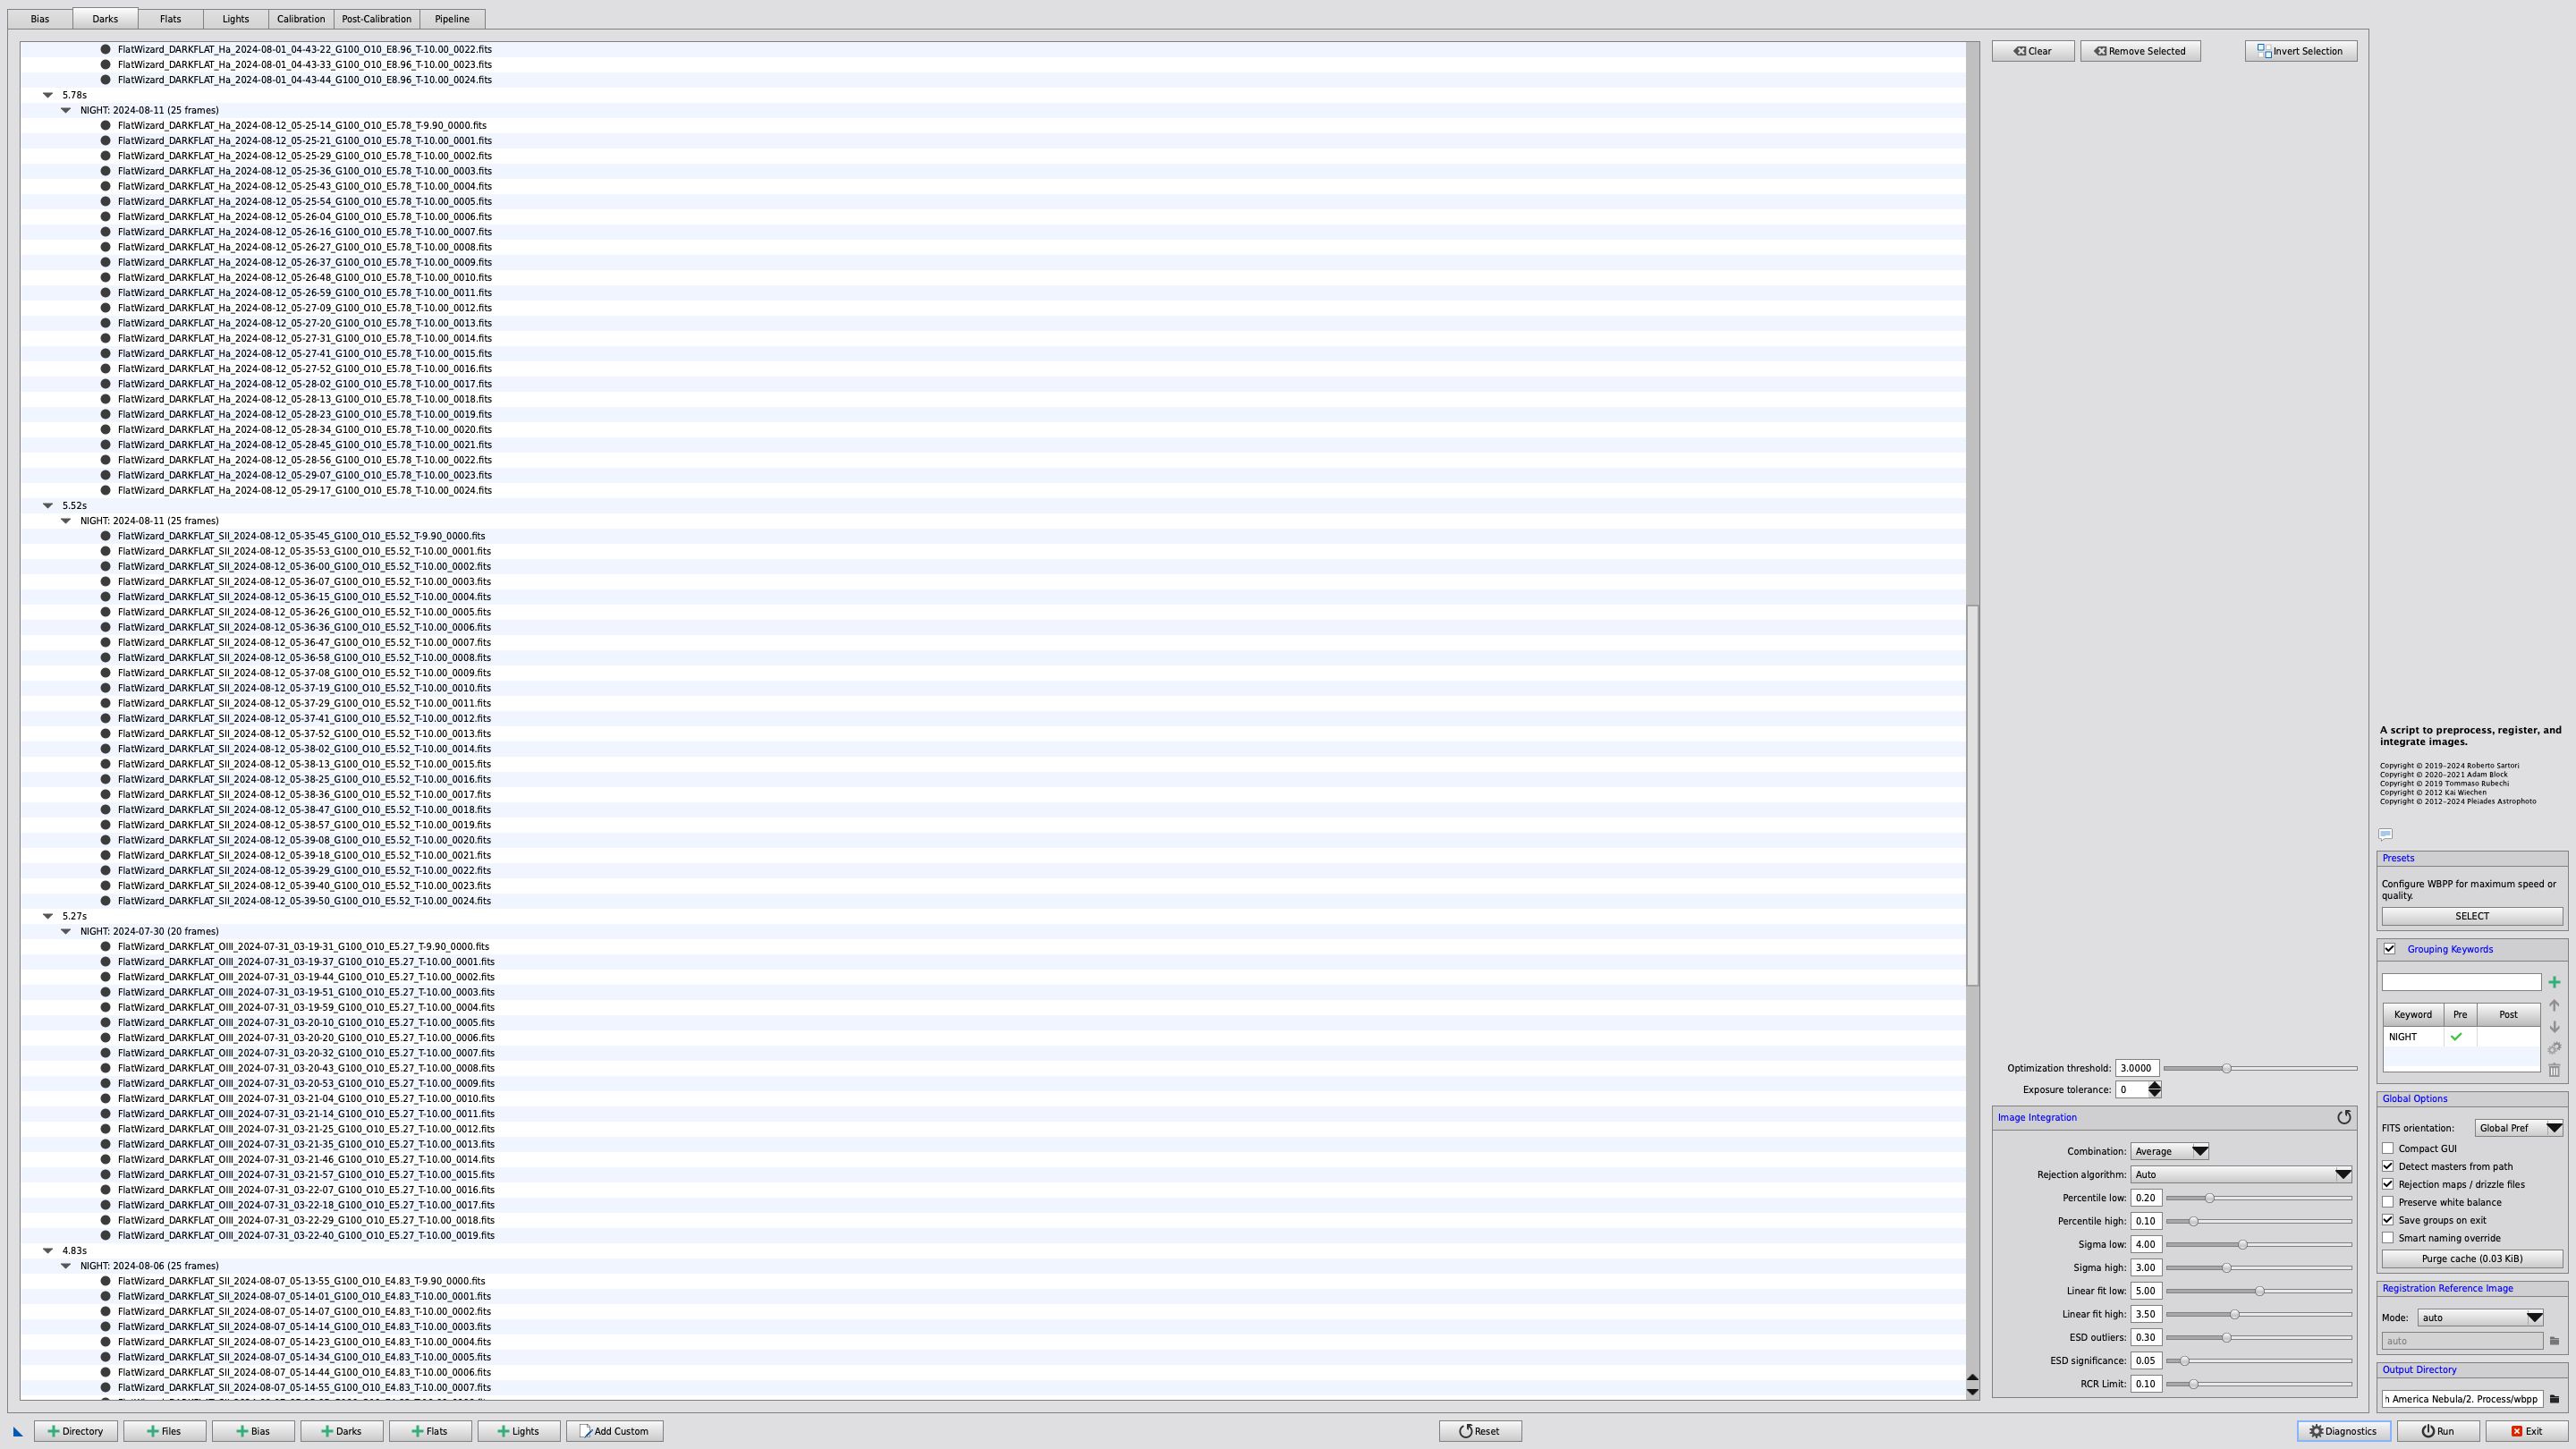 Bias Darks Flats Lights Calibration Post-Calibration Pipeline
FlatWizard_DARKFLAT_Ha_2024-08-01_04-43-22_G100_O10_E8.96_T-10.00_0022.fits
FlatWizard_DARKFLAT_Ha_2024-08-01_04-43-33_G100_O10_E8.96_T-10.00_0023.fits
FlatWizard_DARKFLAT_Ha_2024-08-01_04-43-44_G100_O10_E8.96_T-10.00_0024.fits
5.78s
NIGHT: 2024-08-11 (25 frames)
FlatWizard_DARKFLAT_Ha_2024-08-12_05-25-14_G100_O10_E5.78_T-9.90_0000.fits
FlatWizard_DARKFLAT_Ha_2024-08-12_05-25-21_G100_O10_E5.78_T-10.00_0001.fits
FlatWizard_DARKFLAT_Ha_2024-08-12_05-25-29_G100_O10_E5.78_T-10.00_0002.fits
FlatWizard_DARKFLAT_Ha_2024-08-12_05-25-36_G100_O10_E5.78_T-10.00_0003.fits
FlatWizard_DARKFLAT_Ha_2024-08-12_05-25-43_G100_O10_E5.78_T-10.00_0004.fits
FlatWizard_DARKFLAT_Ha_2024-08-12_05-25-54_G100_O10_E5.78_T-10.00_0005.fits
FlatWizard_DARKFLAT_Ha_2024-08-12_05-26-04_G100_O10_E5.78_T-10.00_0006.fits
FlatWizard_DARKFLAT_Ha_2024-08-12_05-26-16_G100_O10_E5.78_T-10.00_0007.fits
FlatWizard_DARKFLAT_Ha_2024-08-12_05-26-27_G100_O10_E5.78_T-10.00_0008.fits
FlatWizard_DARKFLAT_Ha_2024-08-12_05-26-37_G100_O10_E5.78_T-10.00_0009.fits
FlatWizard_DARKFLAT_Ha_2024-08-12_05-26-48_G100_O10_E5.78_T-10.00_0010.fits
FlatWizard_DARKFLAT_Ha_2024-08-12_05-26-59_G100_O10_E5.78_T-10.00_0011.fits
FlatWizard_DARKFLAT_Ha_2024-08-12_05-27-09_G100_O10_E5.78_T-10.00_0012.fits
FlatWizard_DARKFLAT_Ha_2024-08-12_05-27-20_G100_O10_E5.78_T-10.00_0013.fits
FlatWizard_DARKFLAT_Ha_2024-08-12_05-27-31_G100_O10_E5.78_T-10.00_0014.fits
FlatWizard_DARKFLAT_Ha_2024-08-12_05-27-41_G100_O10_E5.78_T-10.00_0015.fits
FlatWizard_DARKFLAT_Ha_2024-08-12_05-27-52_G100_O10_E5.78_T-10.00_0016.fits
FlatWizard_DARKFLAT_Ha_2024-08-12_05-28-02_G100_O10_E5.78_T-10.00_0017.fits
FlatWizard_DARKFLAT_Ha_2024-08-12_05-28-13_G100_O10_E5.78_T-10.00_0018.fits
FlatWizard_DARKFLAT_Ha_2024-08-12_05-28-23_G100_O10_E5.78_T-10.00_0019.fits
FlatWizard_DARKFLAT_Ha_2024-08-12_05-28-34_G100_O10_E5.78_T-10.00_0020.fits
FlatWizard_DARKFLAT_Ha_2024-08-12_05-28-45_G100_O10_E5.78_T-10.00_0021.fits
FlatWizard_DARKFLAT_Ha_2024-08-12_05-28-56_G100_O10_E5.78_T-10.00_0022.fits
FlatWizard_DARKFLAT_Ha_2024-08-12_05-29-07_G100_O10_E5.78_T-10.00_0023.fits
FlatWizard_DARKFLAT_Ha_2024-08-12_05-29-17_G100_O10_E5.78_T-10.00_0024.fits
5.52s
NIGHT: 2024-08-11 (25 frames)
FlatWizard_DARKFLAT_SII_2024-08-12_05-35-45_G100_O10_E5.52_T-9.90_0000.fits
FlatWizard_DARKFLAT_SII_2024-08-12_05-35-53_G100_O10_E5.52_T-10.00_0001.fits
FlatWizard_DARKFLAT_SII_2024-08-12_05-36-00_G100_O10_E5.52_T-10.00_0002.fits
FlatWizard_DARKFLAT_SII_2024-08-12_05-36-07_G100_O10_E5.52_T-10.00_0003.fits
FlatWizard_DARKFLAT_SII_2024-08-12_05-36-15_G100_O10_E5.52_T-10.00_0004.fits
FlatWizard_DARKFLAT_SII_2024-08-12_05-36-26_G100_O10_E5.52_T-10.00_0005.fits
FlatWizard_DARKFLAT_SII_2024-08-12_05-36-36_G100_O10_E5.52_T-10.00_0006.fits
FlatWizard_DARKFLAT_SII_2024-08-12_05-36-47_G100_O10_E5.52_T-10.00_0007.fits
FlatWizard_DARKFLAT_SII_2024-08-12_05-36-58_G100_O10_E5.52_T-10.00_0008.fits
FlatWizard_DARKFLAT_SII_2024-08-12_05-37-08_G100_O10_E5.52_T-10.00_0009.fits
FlatWizard_DARKFLAT_SII_2024-08-12_05-37-19_G100_O10_E5.52_T-10.00_0010.fits
FlatWizard_DARKFLAT_SII_2024-08-12_05-37-29_G100_O10_E5.52_T-10.00_0011.fits
FlatWizard_DARKFLAT_SII_2024-08-12_05-37-41_G100_O10_E5.52_T-10.00_0012.fits
FlatWizard_DARKFLAT_SII_2024-08-12_05-37-52_G100_O10_E5.52_T-10.00_0013.fits
FlatWizard_DARKFLAT_SII_2024-08-12_05-38-02_G100_O10_E5.52_T-10.00_0014.fits
FlatWizard_DARKFLAT_SII_2024-08-12_05-38-13_G100_O10_E5.52_T-10.00_0015.fits
FlatWizard_DARKFLAT_SII_2024-08-12_05-38-25_G100_O10_E5.52_T-10.00_0016.fits
FlatWizard_DARKFLAT_SII_2024-08-12_05-38-36_G100_O10_E5.52_T-10.00_0017.fits
FlatWizard_DARKFLAT_SII_2024-08-12_05-38-47_G100_O10_E5.52_T-10.00_0018.fits
FlatWizard_DARKFLAT_SII_2024-08-12_05-38-57_G100_O10_E5.52_T-10.00_0019.fits
FlatWizard_DARKFLAT_SII_2024-08-12_05-39-08_G100_O10_E5.52_T-10.00_0020.fits
FlatWizard_DARKFLAT_SII_2024-08-12_05-39-18_G100_O10_E5.52_T-10.00_0021.fits
FlatWizard_DARKFLAT_SII_2024-08-12_05-39-29_G100_O10_E5.52_T-10.00_0022.fits
FlatWizard_DARKFLAT_SII_2024-08-12_05-39-40_G100_O10_E5.52_T-10.00_0023.fits
FlatWizard_DARKFLAT_SII_2024-08-12_05-39-50_G100_O10_E5.52_T-10.00_0024.fits
5.27s
NIGHT: 2024-07-30 (20 frames)
FlatWizard_DARKFLAT_OIII_2024-07-31_03-19-31_G100_O10_E5.27_T-9.90_0000.fits
FlatWizard_DARKFLAT_OIII_2024-07-31_03-19-37_G100_O10_E5.27_T-10.00_0001.fits
FlatWizard_DARKFLAT_OIII_2024-07-31_03-19-44_G100_O10_E5.27_T-10.00_0002.fits
FlatWizard_DARKFLAT_OIII_2024-07-31_03-19-51_G100_O10_E5.27_T-10.00_0003.fits
FlatWizard_DARKFLAT_OIII_2024-07-31_03-19-59_G100_O10_E5.27_T-10.00_0004.fits
FlatWizard_DARKFLAT_OIII_2024-07-31_03-20-10_G100_O10_E5.27_T-10.00_0005.fits
FlatWizard_DARKFLAT_OIII_2024-07-31_03-20-20_G100_O10_E5.27_T-10.00_0006.fits
FlatWizard_DARKFLAT_OIII_2024-07-31_03-20-32_G100_O10_E5.27_T-10.00_0007.fits
FlatWizard_DARKFLAT_OIII_2024-07-31_03-20-43_G100_O10_E5.27_T-10.00_0008.fits
FlatWizard_DARKFLAT_OIII_2024-07-31_03-20-53_G100_O10_E5.27_T-10.00_0009.fits
FlatWizard_DARKFLAT_OIII_2024-07-31_03-21-04_G100_O10_E5.27_T-10.00_0010.fits
FlatWizard_DARKFLAT_OIII_2024-07-31_03-21-14_G100_O10_E5.27_T-10.00_0011.fits
FlatWizard_DARKFLAT_OIII_2024-07-31_03-21-25_G100_O10_E5.27_T-10.00_0012.fits
FlatWizard_DARKFLAT_OIII_2024-07-31_03-21-35_G100_O10_E5.27_T-10.00_0013.fits
FlatWizard_DARKFLAT_OIII_2024-07-31_03-21-46_G100_O10_E5.27_T-10.00_0014.fits
FlatWizard_DARKFLAT_OIII_2024-07-31_03-21-57_G100_O10_E5.27_T-10.00_0015.fits
FlatWizard_DARKFLAT_OIII_2024-07-31_03-22-07_G100_O10_E5.27_T-10.00_0016.fits
FlatWizard_DARKFLAT_OIII_2024-07-31_03-22-18_G100_O10_E5.27_T-10.00_0017.fits
FlatWizard_DARKFLAT_OIII_2024-07-31_03-22-29_G100_O10_E5.27_T-10.00_0018.fits
FlatWizard_DARKFLAT_OIII_2024-07-31_03-22-40_G100_O10_E5.27_T-10.00_0019.fits
4.83s
NIGHT: 2024-08-06 (25 frames)
FlatWizard_DARKFLAT_SII_2024-08-07_05-13-55_G100_O10_E4.83_T-9.90_0000.fits
FlatWizard_DARKFLAT_SII_2024-08-07_05-14-01_G100_O10_E4.83_T-10.00_0001.fits
FlatWizard_DARKFLAT_SII_2024-08-07_05-14-07_G100_O10_E4.83_T-10.00_0002.fits
FlatWizard_DARKFLAT_SII_2024-08-07_05-14-14_G100_O10_E4.83_T-10.00_0003.fits
FlatWizard_DARKFLAT_SII_2024-08-07_05-14-23_G100_O10_E4.83_T-10.00_0004.fits
FlatWizard_DARKFLAT_SII_2024-08-07_05-14-34_G100_O10_E4.83_T-10.00_0005.fits
FlatWizard_DARKFLAT_SII_2024-08-07_05-14-44_G100_O10_E4.83_T-10.00_0006.fits
FlatWizard_DARKFLAT_SII_2024-08-07_05-14-55_G100_O10_E4.83_T-10.00_0007.fits
Clear Remove Selected Invert Selection
Optimization threshold: 3.0000
Exposure tolerance: 0
Image Integration
Combination: Average
Rejection algorithm: Auto
Percentile low: 0.20
Percentile high: 0.10
Sigma low: 4.00
Sigma high: 3.00
Linear fit low: 5.00
Linear fit high: 3.50
ESD outliers: 0.30
ESD significance: 0.05
RCR Limit: 0.10
A script to preprocess, register, and
integrate images.
Copyright © 2019-2024 Roberto Sartori
Copyright © 2020-2021 Adam Block
Copyright © 2019 Tommaso Rubechi
Copyright © 2012 Kai Wiechen
Copyright © 2012-2024 Pleiades Astrophoto
Presets
Configure WBPP for maximum speed or
quality.
SELECT
Grouping Keywords
Keyword Pre Post
NIGHT
Global Options
FITS orientation: Global Pref
Compact GUI
Detect masters from path
Rejection maps / drizzle files
Preserve white balance
Save groups on exit
Smart naming override
Purge cache (0.03 KiB)
Registration Reference Image
Mode: auto
auto
Output Directory
America Nebula/2. Process/wbpp
Directory Files Bias Darks Flats Lights Add Custom Reset Diagnostics Run Exit